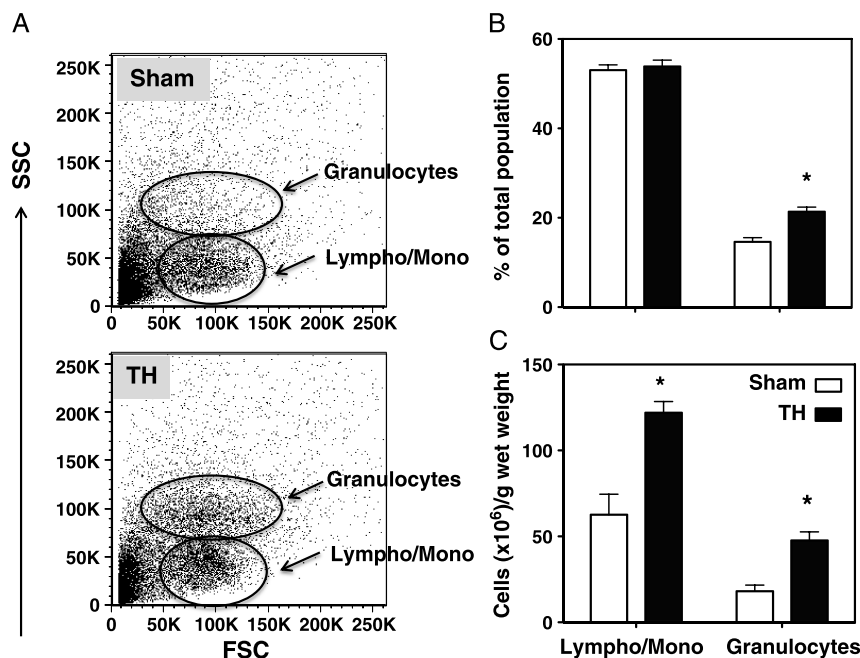 A
SSC
250K
200K
150K
100K
50K
0
Sham
Granulocytes
Lympho/Mono
0 50K 100K 150K 200K 250K
250K
200K
150K
100K
50K
0
TH
Granulocytes
Lympho/Mono
0 50K 100K 150K 200K 250K
FSC
B
% of total population
60
40
20
0
*
C
Cells (x10⁶)/g wet weight
150
100
50
0
*
*
Sham
TH
Lympho/Mono Granulocytes